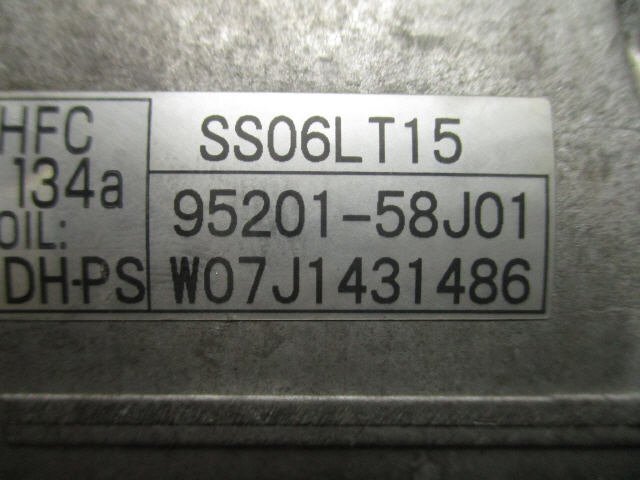 HFC
134a
OIL:
DH-PS
SS06LT15
95201-58J01
W07J1431486